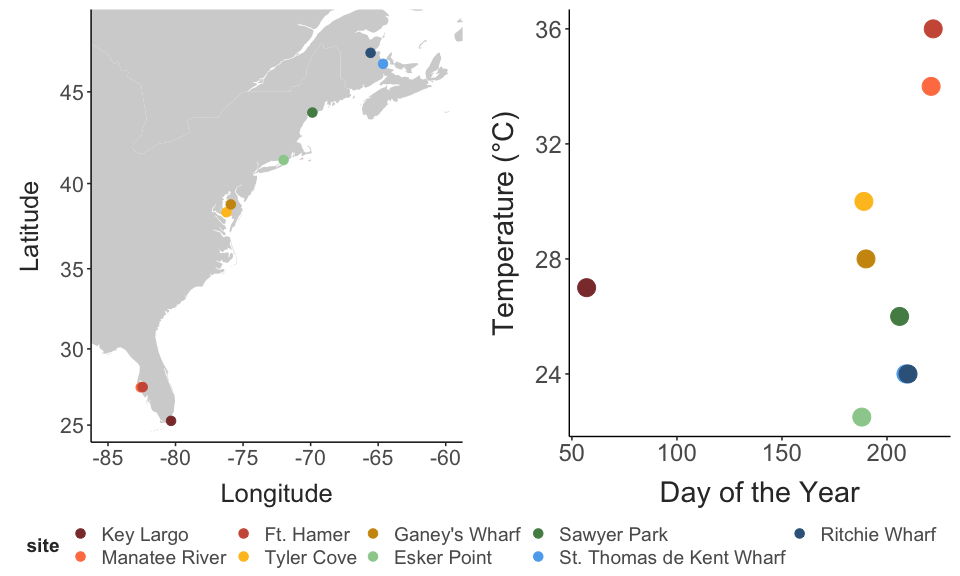 Latitude
45
40
35
30
25
-85 -80 -75 -70 -65 -60
Longitude
Temperature (°C)
36
32
28
24
50 100 150 200
Day of the Year
site
Key Largo Ft. Hamer Ganey's Wharf Sawyer Park Ritchie Wharf
Manatee River Tyler Cove Esker Point St. Thomas de Kent Wharf